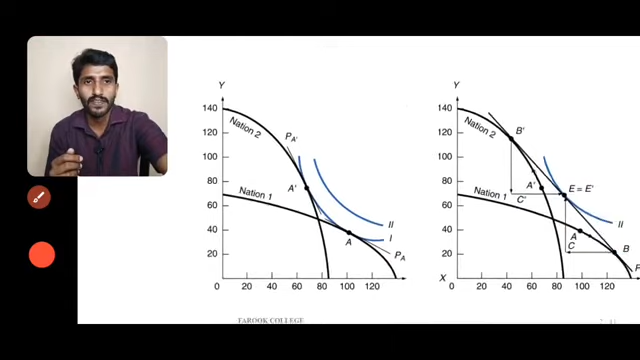 Y
140
120
100
80
60
40
20
0
20
40
60
80
100
120
Nation 2
Nation 1
PA'
A'
II
I
A
PA
Y
140
120
100
80
60
40
20
X
0
20
40
60
80
100
120
Nation 2
Nation 1
B'
A'
E = E'
C'
II
A
C
B
P
FAROOK COLLEGE